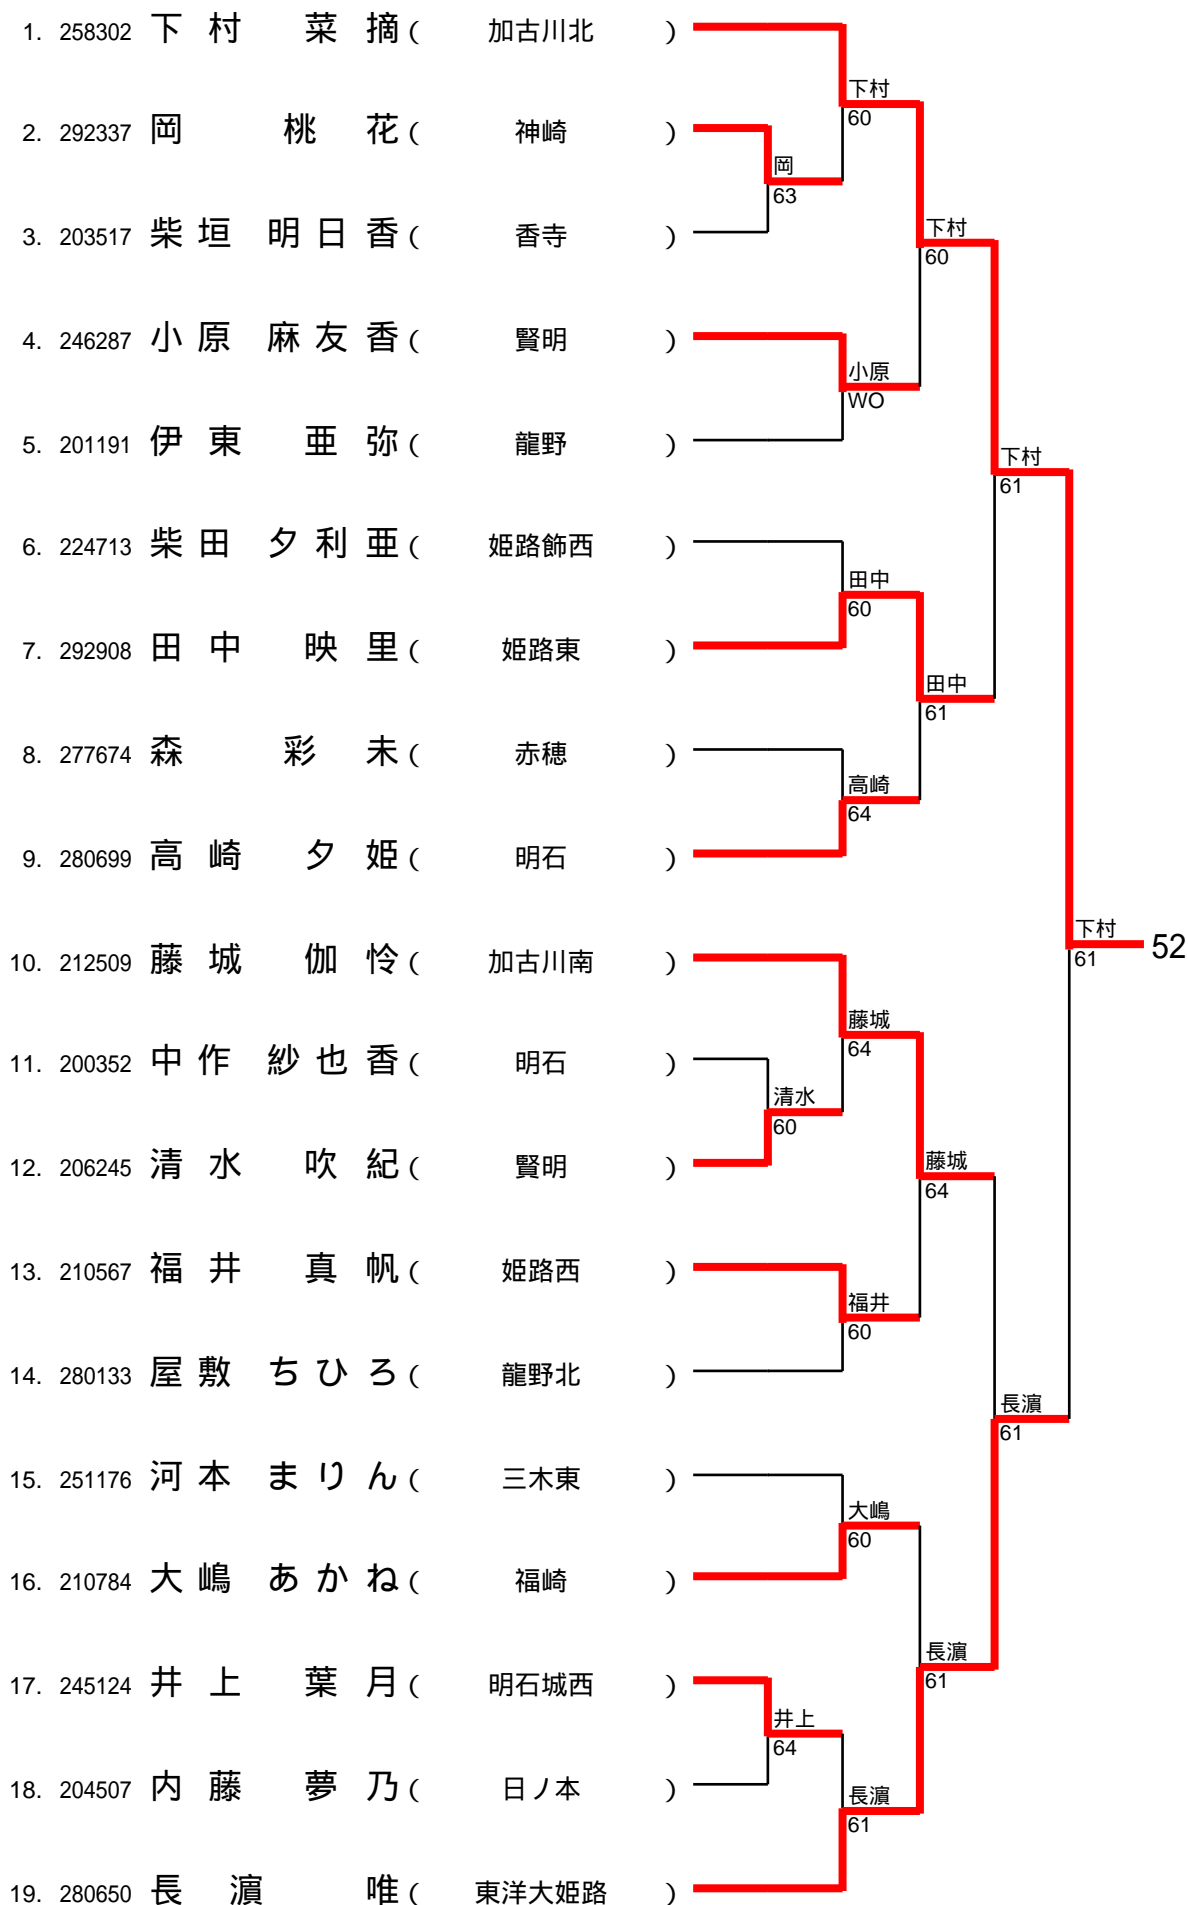 1. 258302 下村 菜摘 ( 加古川北 )
下村
60
2. 292337 岡 桃花 ( 神崎 )
岡
63
3. 203517 柴垣 明日香 ( 香寺 )
下村
60
4. 246287 小原 麻友香 ( 賢明 )
小原
WO
5. 201191 伊東 亜弥 ( 龍野 )
下村
61
6. 224713 柴田 夕利亜 ( 姫路飾西 )
田中
60
7. 292908 田中 映里 ( 姫路東 )
田中
61
8. 277674 森 彩未 ( 赤穂 )
高崎
64
9. 280699 高崎 夕姫 ( 明石 )
下村
61
52
10. 212509 藤城 伽怜 ( 加古川南 )
藤城
64
11. 200352 中作 紗也香 ( 明石 )
清水
60
12. 206245 清水 吹紀 ( 賢明 )
藤城
64
13. 210567 福井 真帆 ( 姫路西 )
福井
60
14. 280133 屋敷 ちひろ ( 龍野北 )
長濵
61
15. 251176 河本 まりん ( 三木東 )
大嶋
60
16. 210784 大嶋 あかね ( 福崎 )
長濵
61
17. 245124 井上 葉月 ( 明石城西 )
井上
64
18. 204507 内藤 夢乃 ( 日ノ本 )
長濵
61
19. 280650 長濵 唯 ( 東洋大姫路 )